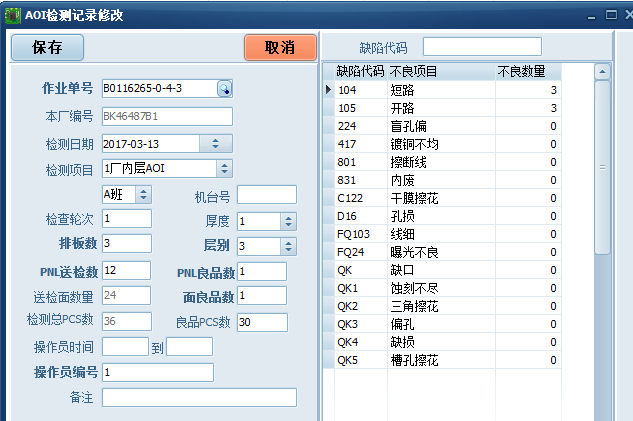 AOI检测记录修改
保存 取消
作业单号 B0116265-0-4-3
本厂编号 BK46487B1
检测日期 2017-03-13
检测项目 1厂内层AOI
A班 机台号
检查轮次 1 厚度 1
排板数 3 层别 3
PNL送检数 12 PNL良品数 1
送检面数量 24 面良品数 1
检测总PCS数 36 良品PCS数 30
操作员时间 到
操作员编号 1
备注
缺陷代码
缺陷代码 不良项目 不良数量
104 短路 3
105 开路 3
224 盲孔偏 0
417 镀铜不均 0
801 擦断线 0
831 内废 0
C122 干膜擦花 0
D16 孔损 0
FQ103 线细 0
FQ24 曝光不良 0
QK 缺口 0
QK1 蚀刻不尽 0
QK2 三角擦花 0
QK3 偏孔 0
QK4 缺损 0
QK5 槽孔擦花 0